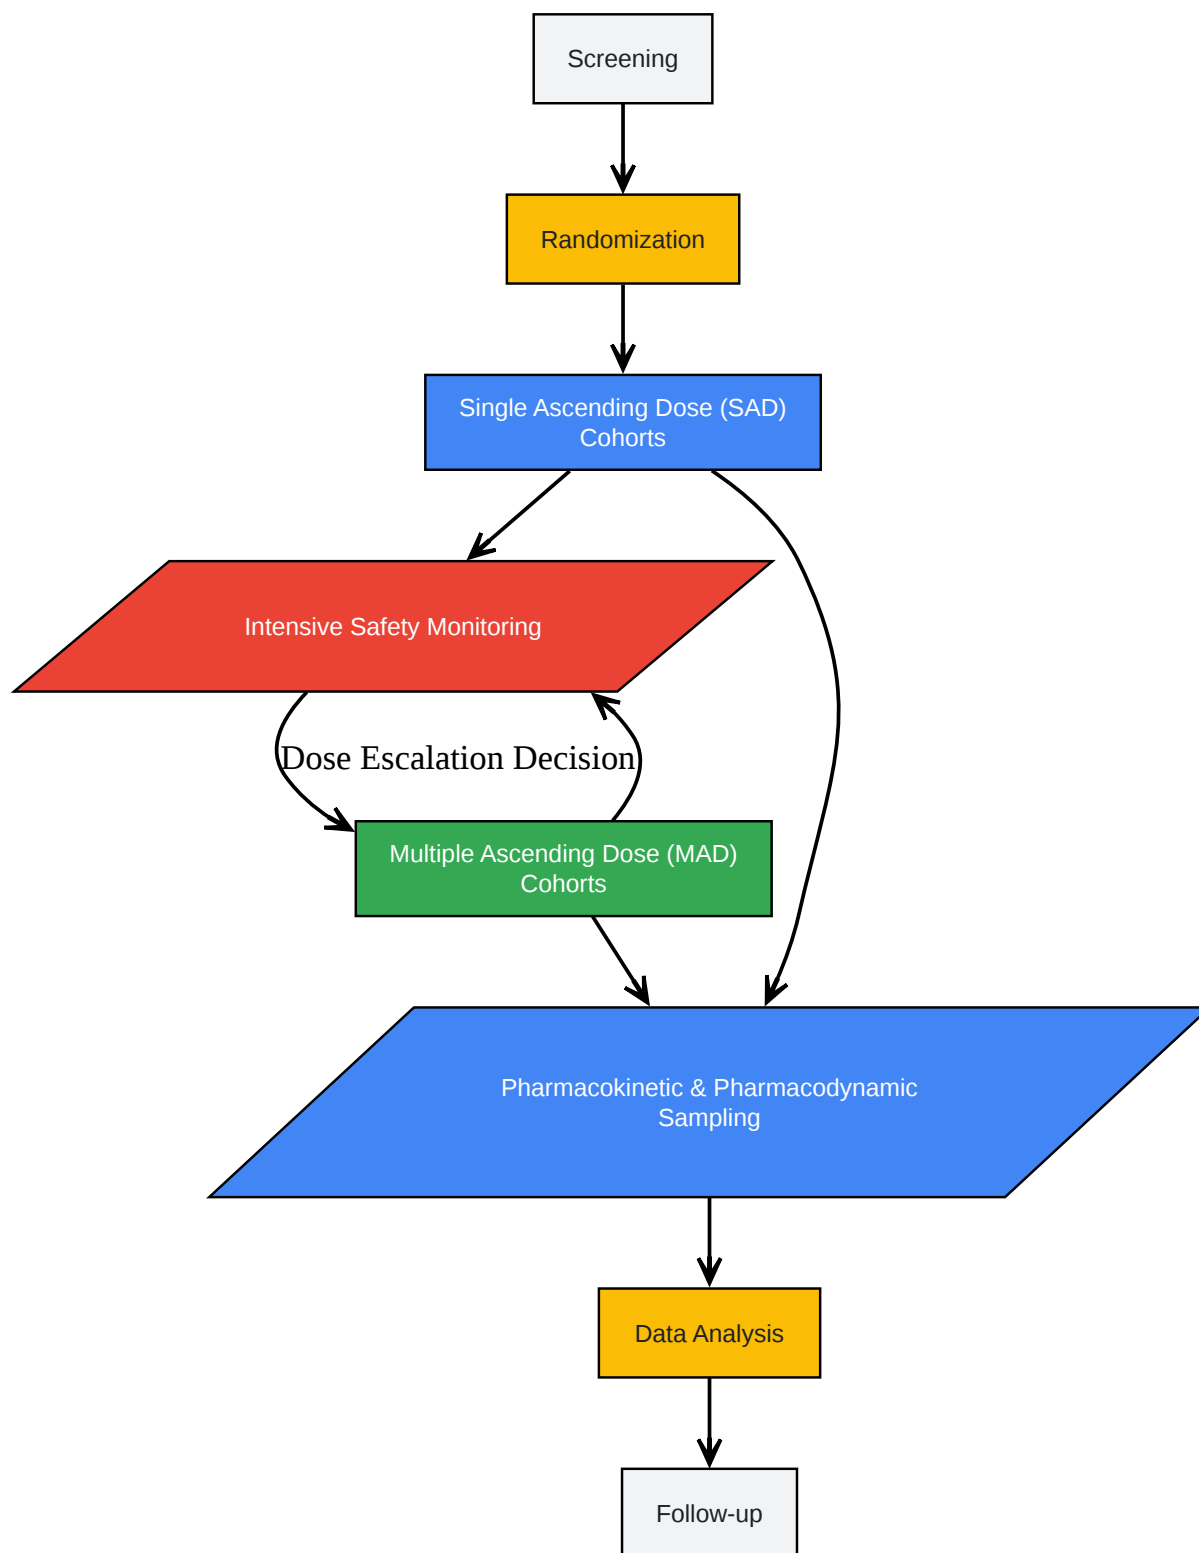 Screening
Randomization
Single Ascending Dose (SAD)
Cohorts
Intensive Safety Monitoring
Dose Escalation Decision
Multiple Ascending Dose (MAD)
Cohorts
Pharmacokinetic & Pharmacodynamic
Sampling
Data Analysis
Follow-up